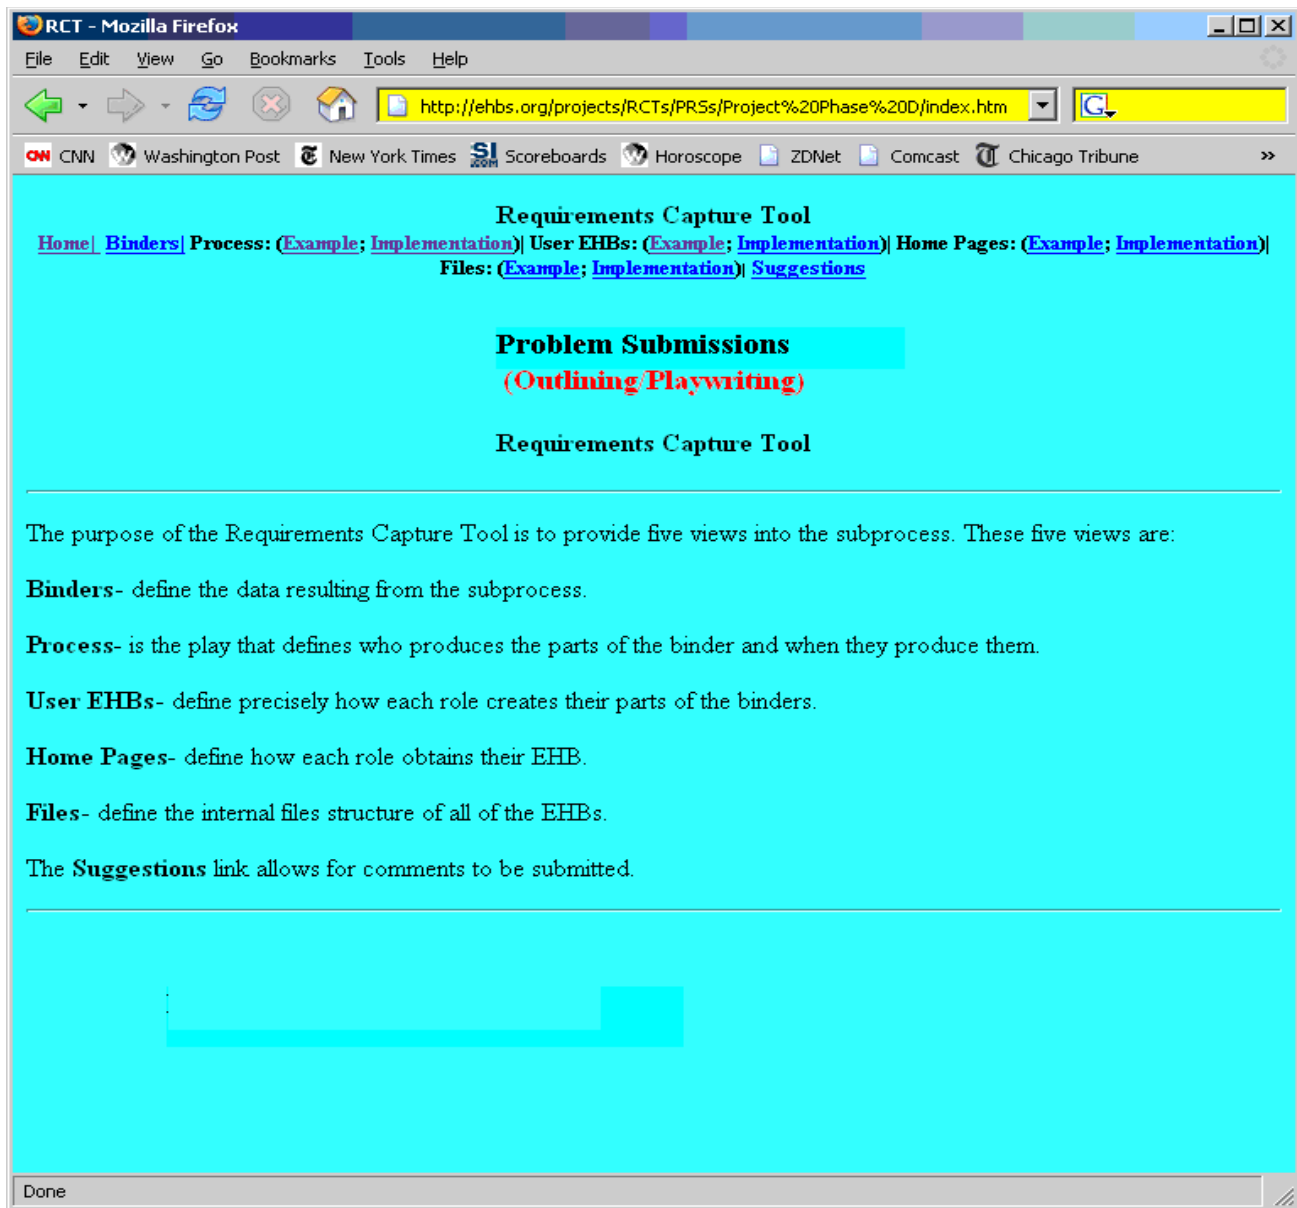 RCT - Mozilla Firefox
File Edit View Go Bookmarks Tools Help
http://ehbs.org/projects/RCTs/PRSs/Project%20Phase%20D/index.htm G
CNN CNN Washington Post New York Times SI.COM Scoreboards Horoscope ZDNet Comcast Chicago Tribune »
Requirements Capture Tool
Home| Binders| Process: (Example; Implementation)| User EHBs: (Example; Implementation)| Home Pages: (Example; Implementation)|
Files: (Example; Implementation)| Suggestions
Problem Submissions
(Outlining/Playwriting)
Requirements Capture Tool
The purpose of the Requirements Capture Tool is to provide five views into the subprocess. These five views are:
Binders- define the data resulting from the subprocess.
Process- is the play that defines who produces the parts of the binder and when they produce them.
User EHBs- define precisely how each role creates their parts of the binders.
Home Pages- define how each role obtains their EHB.
Files- define the internal files structure of all of the EHBs.
The Suggestions link allows for comments to be submitted.
Done